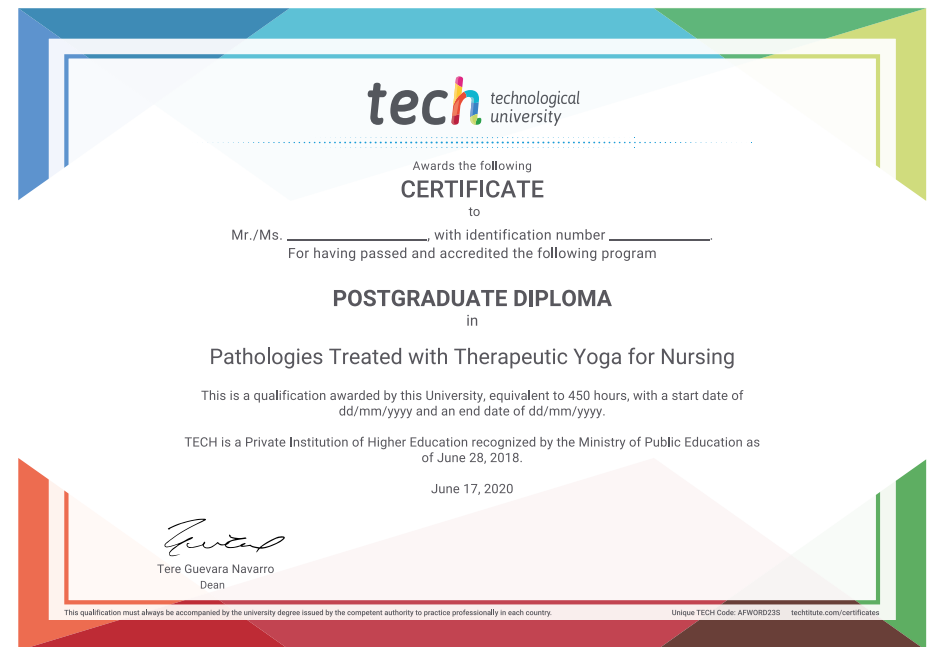 tech technological
university
Awards the following
CERTIFICATE
to
Mr./Ms. ________________, with identification number ____________.
For having passed and accredited the following program
POSTGRADUATE DIPLOMA
in
Pathologies Treated with Therapeutic Yoga for Nursing
This is a qualification awarded by this University, equivalent to 450 hours, with a start date of
dd/mm/yyyy and an end date of dd/mm/yyyy.
TECH is a Private Institution of Higher Education recognized by the Ministry of Public Education as
of June 28, 2018.
June 17, 2020
Tere Guevara Navarro
Dean
This qualification must always be accompanied by the university degree issued by the competent authority to practice professionally in each country.
Unique TECH Code: AFWORD23S techtitute.com/certificates